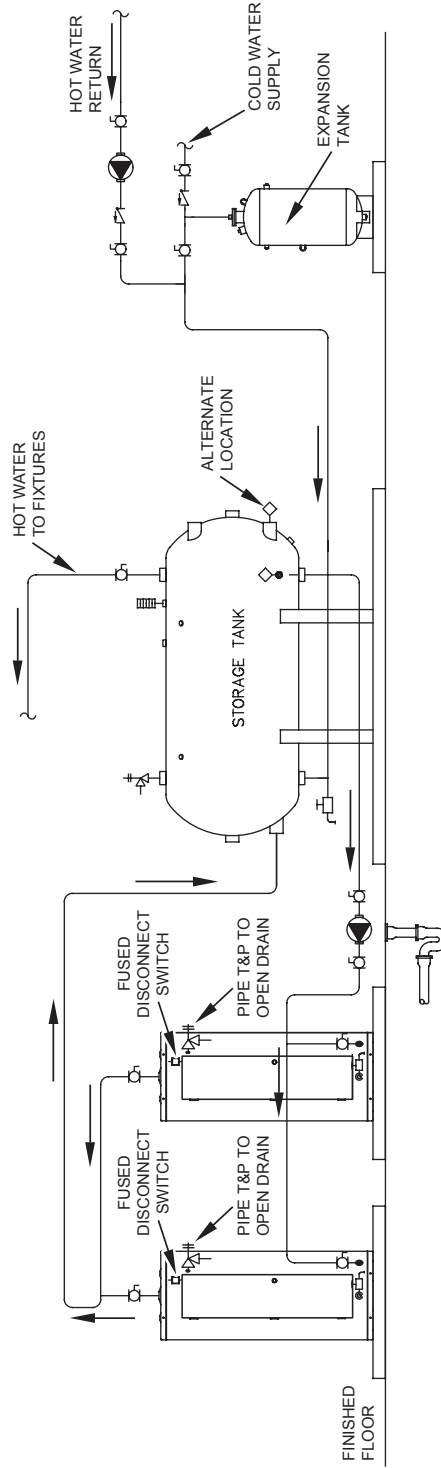 FINISHED
FLOOR
FUSED
DISCONNECT
SWITCH
PIPE T&P TO
OPEN DRAIN
FUSED
DISCONNECT
SWITCH
PIPE T&P TO
OPEN DRAIN
HOT WATER
TO FIXTURES
STORAGE TANK
ALTERNATE
LOCATION
HOT WATER
RETURN
COLD WATER
SUPPLY
EXPANSION
TANK